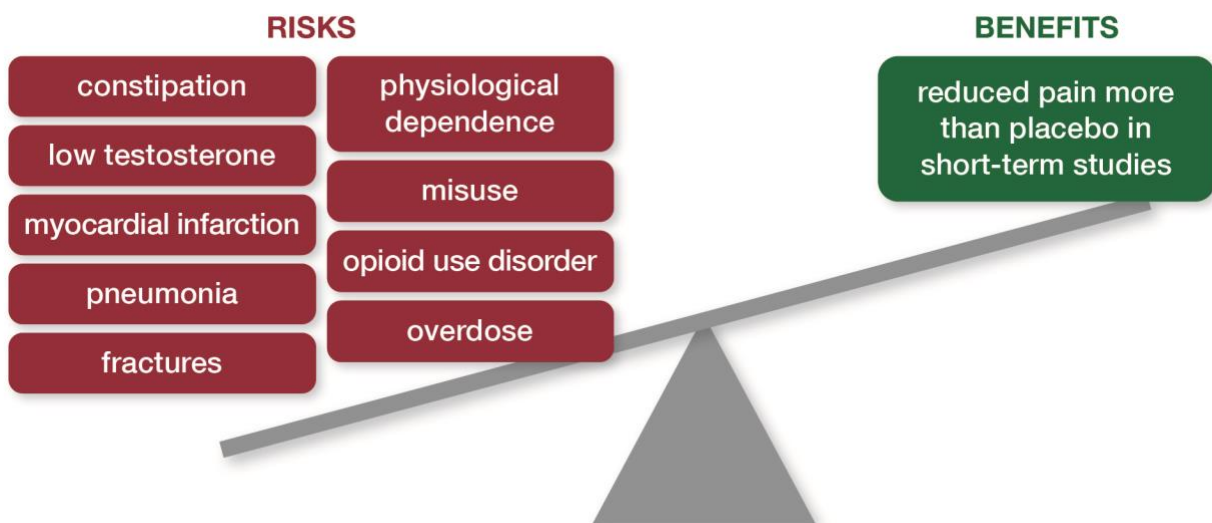 RISKS
constipation
low testosterone
myocardial infarction
pneumonia
fractures
physiological
dependence
misuse
opioid use disorder
overdose
BENEFITS
reduced pain more
than placebo in
short-term studies